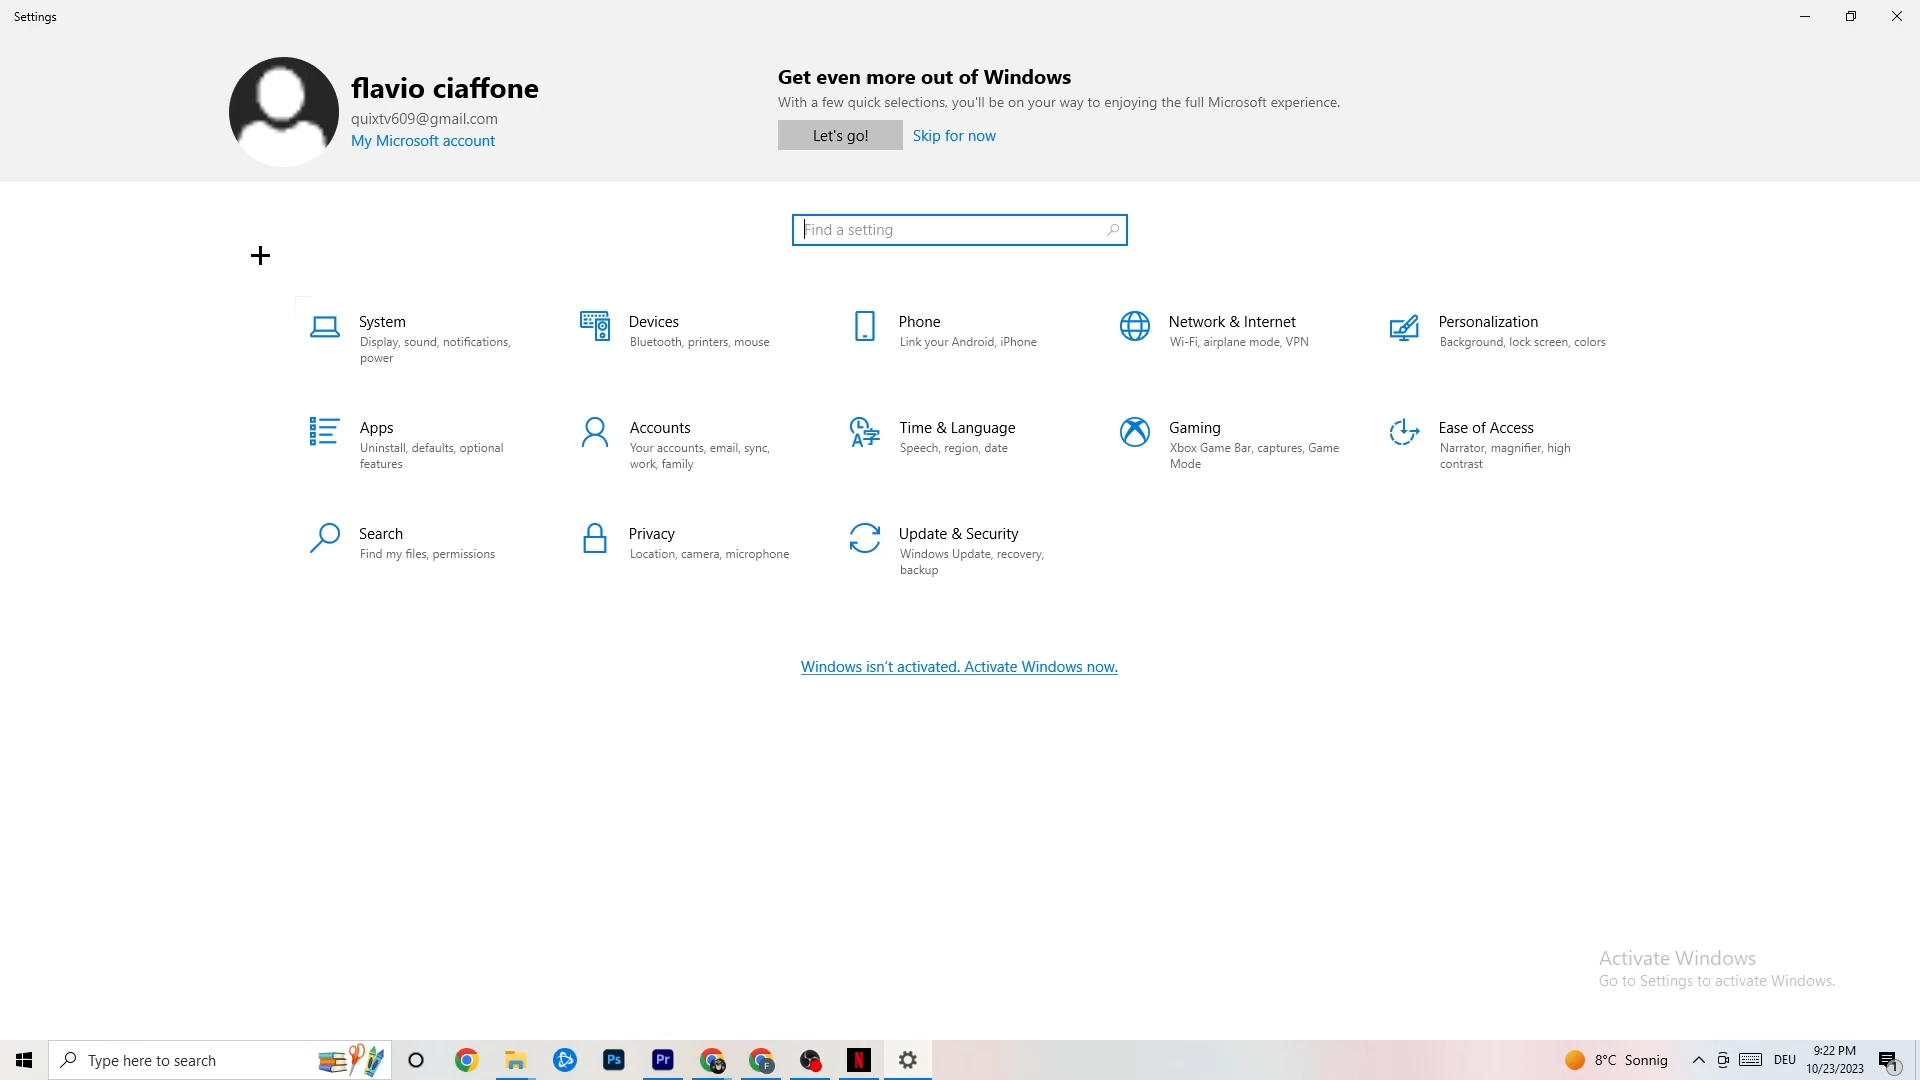 Settings
flavio ciaffone
quixtv609@gmail.com
My Microsoft account
Get even more out of Windows
With a few quick selections, you'll be on your way to enjoying the full Microsoft experience.
Let's go!
Skip for now
Find a setting
System
Display, sound, notifications,
power
Devices
Bluetooth, printers, mouse
Phone
Link your Android, iPhone
Network & Internet
Wi-Fi, airplane mode, VPN
Personalization
Background, lock screen, colors
Apps
Uninstall, defaults, optional
features
Accounts
Your accounts, email, sync,
work, family
Time & Language
Speech, region, date
Gaming
Xbox Game Bar, captures, Game
Mode
Ease of Access
Narrator, magnifier, high
contrast
Search
Find my files, permissions
Privacy
Location, camera, microphone
Update & Security
Windows Update, recovery,
backup
Windows isn't activated. Activate Windows now.
Activate Windows
Go to Settings to activate Windows.
Type here to search
Ps
Pr
F
N
8°C Sonnig
DEU
9:22 PM
10/23/2023
1